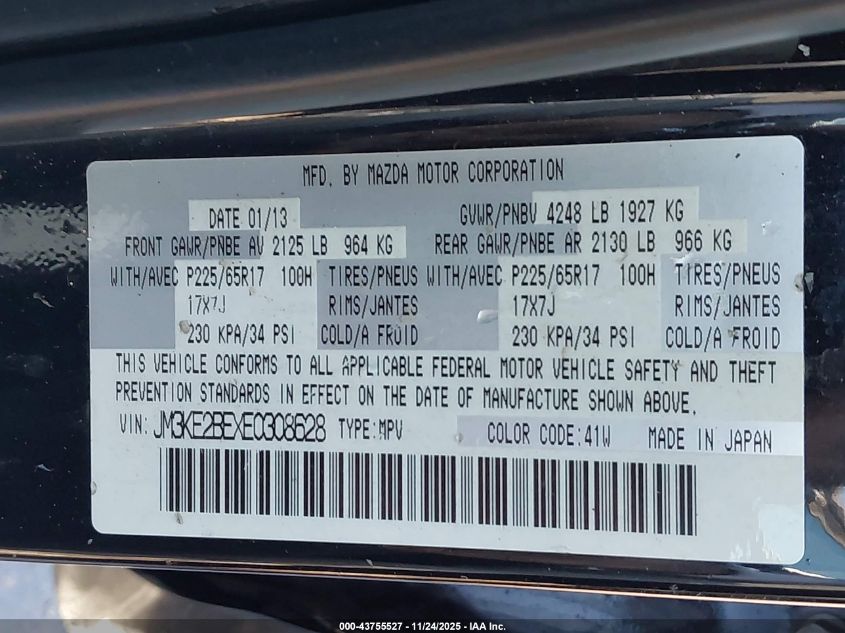 MFD. BY MAZDA MOTOR CORPORATION
DATE 01/13 GVWR/PNBV 4248 LB 1927 KG
FRONT GAWR/PNBE AV 2125 LB 964 KG REAR GAWR/PNBE AR 2130 LB 966 KG
WITH/AVEC P225/65R17 100H TIRES/PNEUS WITH/AVEC P225/65R17 100H TIRES/PNEUS
17X7J RIMS/JANTES 17X7J RIMS/JANTES
230 KPA/34 PSI COLD/A FROID 230 KPA/34 PSI COLD/A FROID
THIS VEHICLE CONFORMS TO ALL APPLICABLE FEDERAL MOTOR VEHICLE SAFETY AND THEFT
PREVENTION STANDARDS IN EFFECT ON THE DATE OF MANUFACTURE SHOWN ABOVE.
VIN: JM3KE2BEXE0308628 TYPE:MPV COLOR CODE:41W MADE IN JAPAN
000-43755527 - 11/24/2025 - IAA Inc.